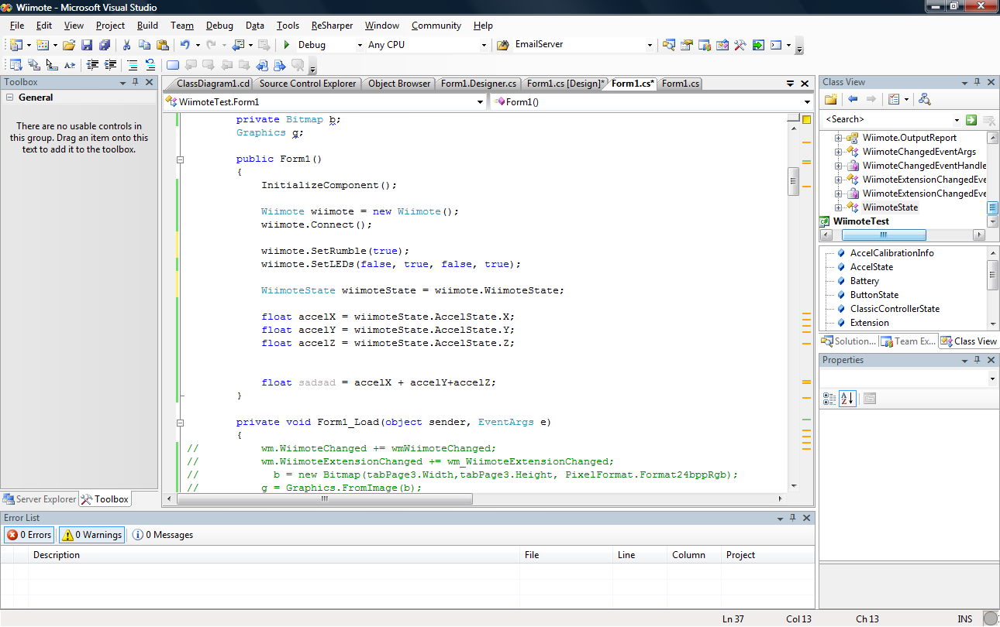 Wiimote - Microsoft Visual Studio
File Edit View Project Build Team Debug Data Tools ReSharper Window Community Help
Debug Any CPU EmailServer
Toolbox
General
There are no usable controls in
this group. Drag an item onto this
text to add it to the toolbox.
Server Explorer Toolbox
ClassDiagram1.cd Source Control Explorer Object Browser Form1.Designer.cs Form1.cs [Design]* Form1.cs* Form1.cs
WiimoteTest.Form1 Form1()
private Bitmap b;
Graphics g;
public Form1()
{
InitializeComponent();
Wiimote wiimote = new Wiimote();
wiimote.Connect();
wiimote.SetRumble(true);
wiimote.SetLEDs(false, true, false, true);
WiimoteState wiimoteState = wiimote.WiimoteState;
float accelX = wiimoteState.AccelState.X;
float accelY = wiimoteState.AccelState.Y;
float accelZ = wiimoteState.AccelState.Z;
float sadsad = accelX + accelY+accelZ;
}
private void Form1_Load(object sender, EventArgs e)
{
// wm.WiimoteChanged += wmWiimoteChanged;
// wm.WiimoteExtensionChanged += wm_WiimoteExtensionChanged;
// b = new Bitmap(tabPage3.Width,tabPage3.Height, PixelFormat.Format24bppRgb);
// g = Graphics.FromImage(b);
Class View
<Search>
Wiimote.OutputReport
WiimoteChangedEventArgs
WiimoteChangedEventHandle
WiimoteExtensionChangedEve
WiimoteExtensionChangedEve
WiimoteState
WiimoteTest
AccelCalibrationInfo
AccelState
Battery
ButtonState
ClassicControllerState
Extension
Solution... Team Ex... Class View
Properties
Error List
0 Errors 0 Warnings 0 Messages
Description File Line Column Project
Ln 37 Col 13 Ch 13 INS